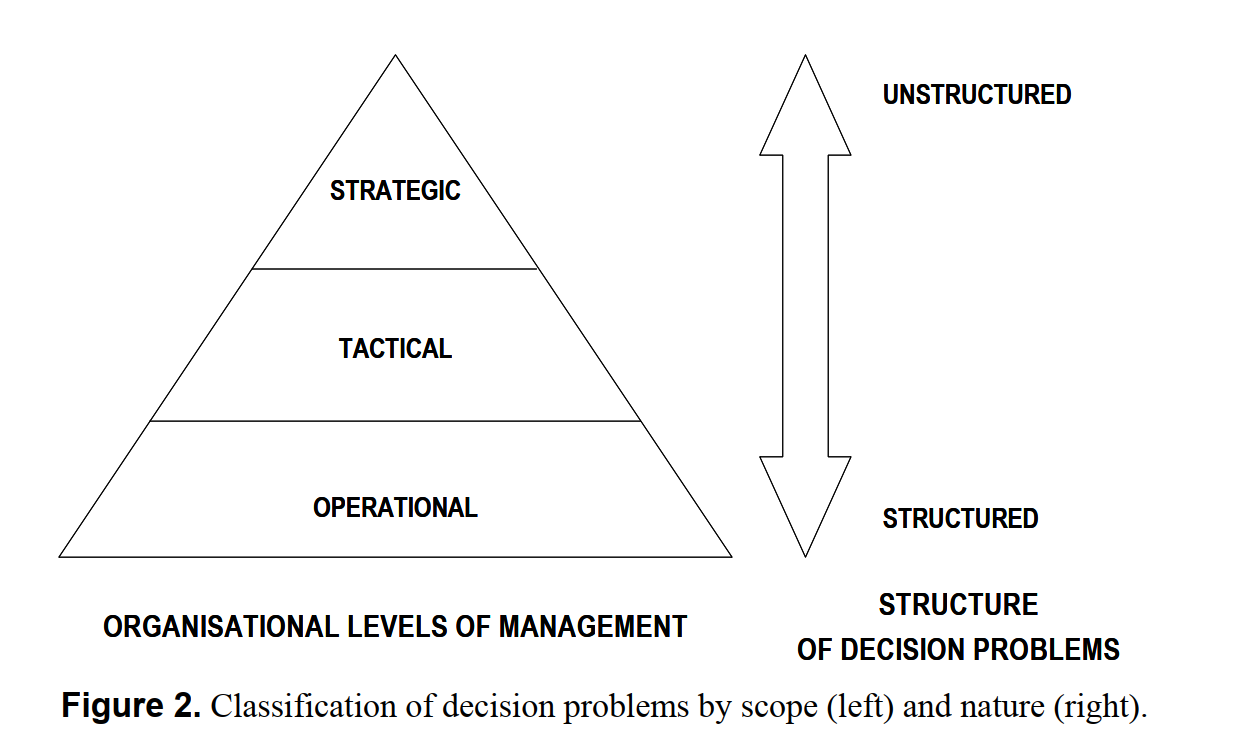 STRATEGIC
TACTICAL
OPERATIONAL
ORGANISATIONAL LEVELS OF MANAGEMENT
UNSTRUCTURED
STRUCTURED
STRUCTURE
OF DECISION PROBLEMS
Figure 2. Classification of decision problems by scope (left) and nature (right).